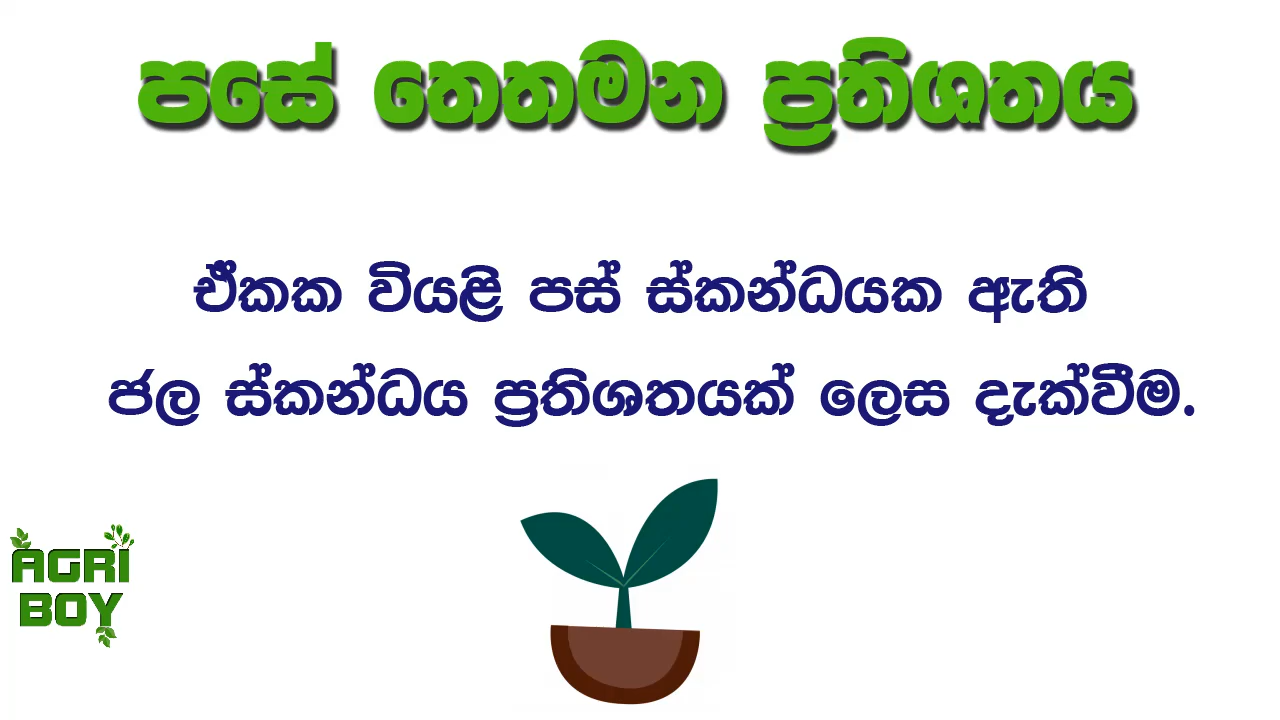 පසේ තෙතමන ප්‍රතිශතය
ඒකක වියළි පස් ස්කන්ධයක ඇති
ජල ස්කන්ධය ප්‍රතිශතයක් ලෙස දැක්වීම.
AGRI
BOY